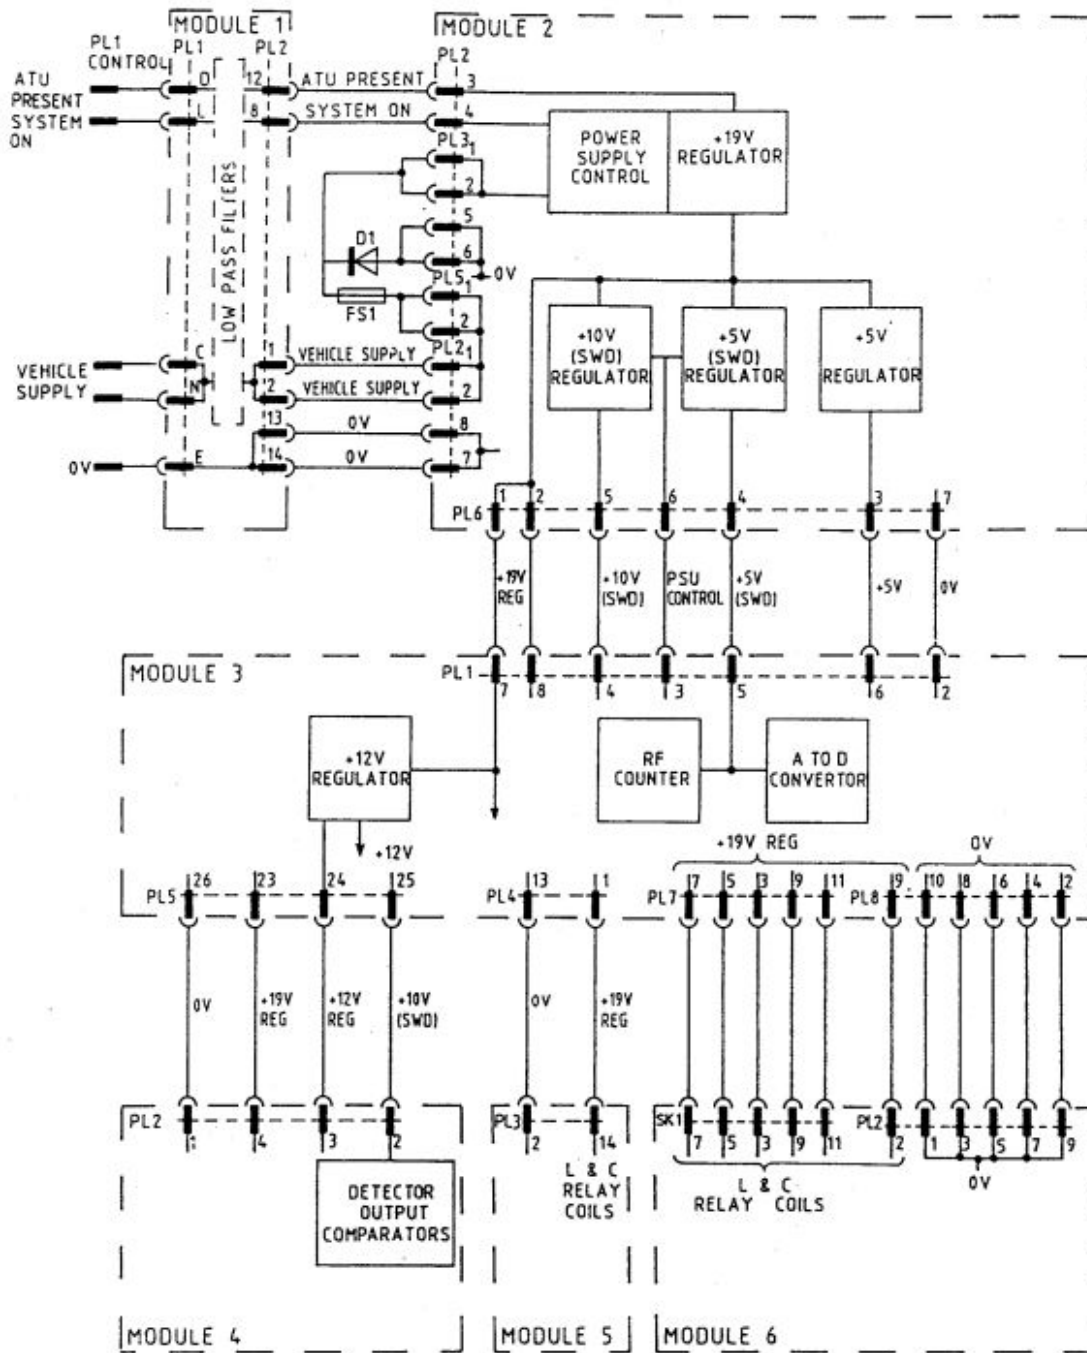 MODULE 1
MODULE 2
PL1
CONTROL
PL1
PL2
PL2
ATU
PRESENT
SYSTEM
ON
D
12
ATU PRESENT
3
L
8
SYSTEM ON
4
POWER
SUPPLY
CONTROL
+19V
REGULATOR
PL3
1
2
5
6
LOW PASS FILTERS
D1
0V
PL5
1
FS1
2
PL2
+10V
(SWD)
REGULATOR
+5V
(SWD)
REGULATOR
+5V
REGULATOR
VEHICLE
SUPPLY
C
1
VEHICLE SUPPLY
1
N
2
VEHICLE SUPPLY
2
13
0V
8
0V
E
14
0V
7
PL6
1
2
5
6
4
3
7
+19V
REG
+10V
(SWD)
PSU
CONTROL
+5V
(SWD)
+5V
0V
MODULE 3
PL1
7
8
4
3
5
6
2
+12V
REGULATOR
RF
COUNTER
A TO D
CONVERTOR
+12V
+19V REG
0V
PL5
26
23
24
25
PL4
13
1
PL7
7
5
3
9
11
PL8
9
10
8
6
4
2
0V
+19V
REG
+12V
REG
+10V
(SWD)
0V
+19V
REG
PL2
1
4
3
2
PL3
2
14
SK1
7
5
3
9
11
PL2
2
1
3
5
7
9
DETECTOR
OUTPUT
COMPARATORS
L & C
RELAY
COILS
L & C
RELAY COILS
0V
MODULE 4
MODULE 5
MODULE 6